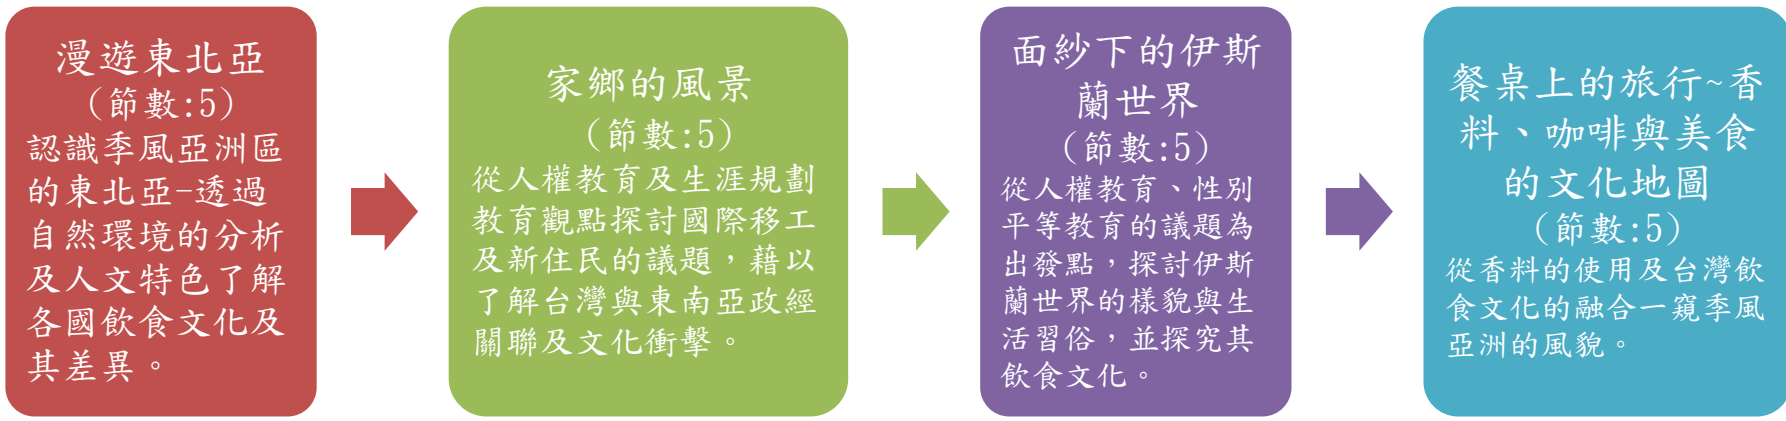 漫遊東北亞
(節數:5)
認識季風亞洲區
的東北亞-透過
自然環境的分析
及人文特色了解
各國飲食文化及
其差異。
家鄉的風景
(節數:5)
從人權教育及生涯規劃
教育觀點探討國際移工
及新住民的議題，藉以
了解台灣與東南亞政經
關聯及文化衝擊。
面紗下的伊斯
蘭世界
(節數:5)
從人權教育、性別
平等教育的議題為
出發點，探討伊斯
蘭世界的樣貌與生
活習俗，並探究其
飲食文化。
餐桌上的旅行~香
料、咖啡與美食
的文化地圖
(節數:5)
從香料的使用及台灣飲
食文化的融合一窺季風
亞洲的風貌。